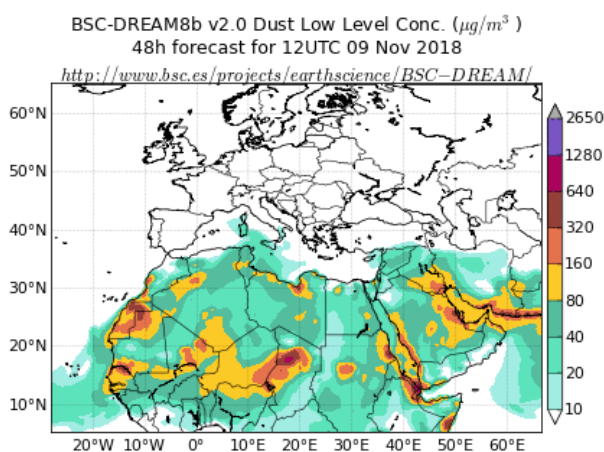 BSC-DREAM8b v2.0 Dust Low Level Conc. (μg/m³ )
48h forecast for 12UTC 09 Nov 2018
http://www.bsc.es/projects/earthscience/BSC−DREAM/
60°N
50°N
40°N
30°N
20°N
10°N
20°W 10°W 0° 10°E 20°E 30°E 40°E 50°E 60°E
2650
1280
640
320
160
80
40
20
10